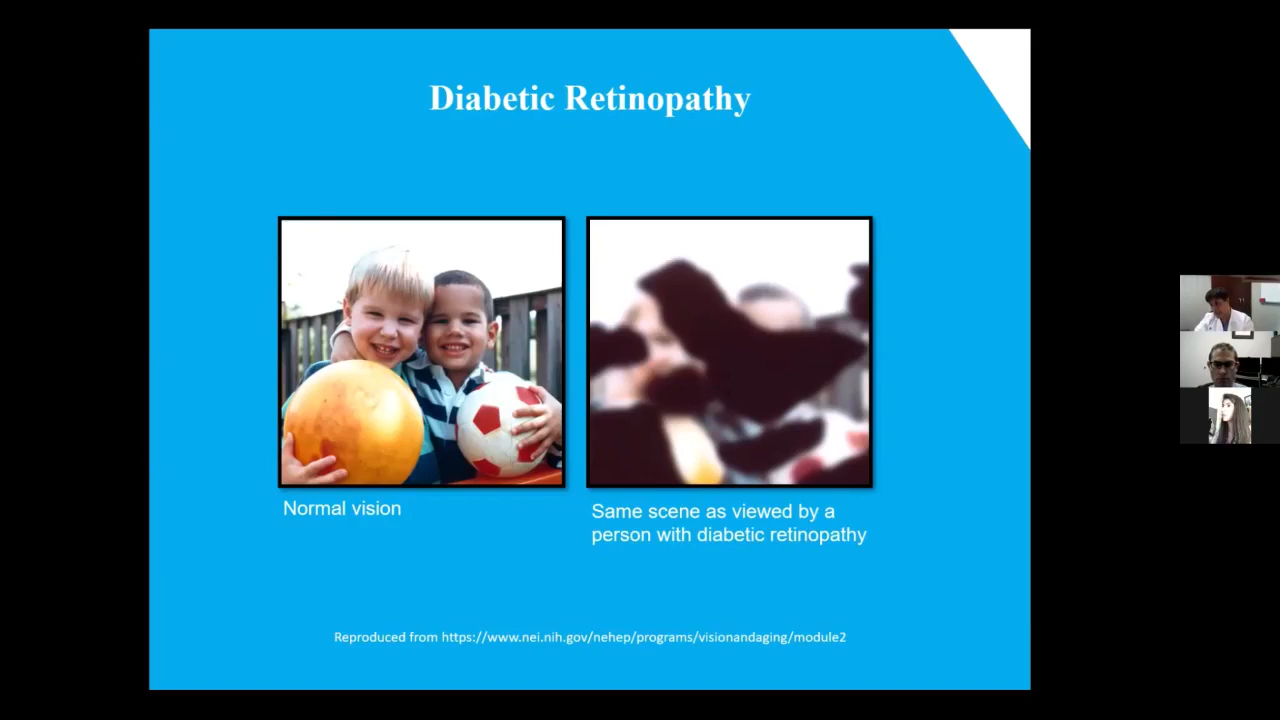 Diabetic Retinopathy
Normal vision
Same scene as viewed by a
person with diabetic retinopathy
Reproduced from https://www.nei.nih.gov/nehep/programs/visionandaging/module2